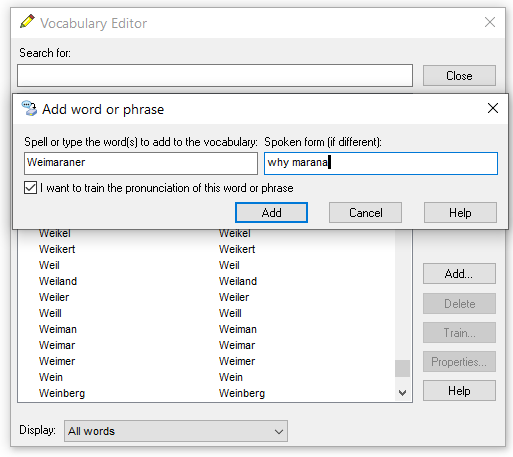 Vocabulary Editor
Search for:
Close
Add word or phrase
Spell or type the word(s) to add to the vocabulary: Spoken form (if different):
Weimaraner why marana
I want to train the pronunciation of this word or phrase
Add Cancel Help
Weikel Weikel
Weikert Weikert
Weil Weil
Weiland Weiland
Weiler Weiler
Weill Weill
Weiman Weiman
Weimar Weimar
Weimer Weimer
Wein Wein
Weinberg Weinberg
Add...
Delete
Train...
Properties...
Help
Display: All words